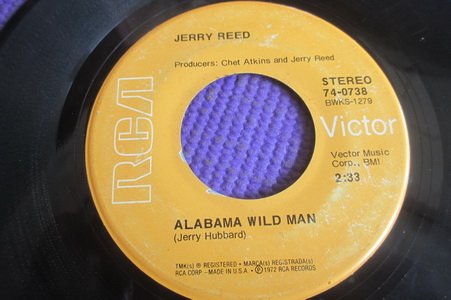 JERRY REED
Producers: Chet Atkins and Jerry Reed
STEREO
74-0738
BWKS-1279
RCA
Victor
Vector Music
Corp., BMI
2:33
ALABAMA WILD MAN
(Jerry Hubbard)
TMK(s) ® REGISTERED • MARCA(s) REGISTRADA(s)
RCA CORP. — MADE IN U.S.A. • ℗ 1972 RCA RECORDS